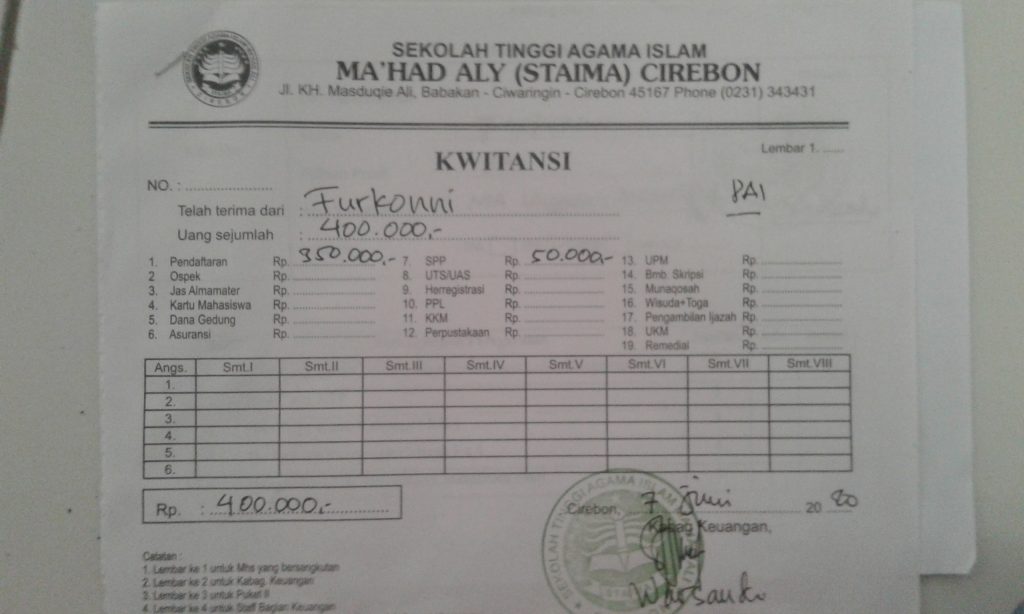 SEKOLAH TINGGI AGAMA ISLAM
MA'HAD ALY (STAIMA) CIREBON
Jl. KH. Masduqie Ali, Babakan - Ciwaringin - Cirebon 45167 Phone (0231) 343431
Lembar 1. ......
KWITANSI
NO. : ........................
PAI
Telah terima dari : Furkonni
Uang sejumlah : 400.000,-
1. Pendaftaran Rp. 350.000,- 7. SPP Rp. 50.000,- 13. UPM Rp.
2 Ospek Rp. 8. UTS/UAS Rp. 14. Bmb. Skripsi Rp.
3. Jas Almamater Rp. 9. Herregistrasi Rp. 15. Munaqosah Rp.
4. Kartu Mahasiswa Rp. 10. PPL Rp. 16. Wisuda+Toga Rp.
5. Dana Gedung Rp. 11. KKM Rp. 17. Pengambilan Ijazah Rp.
6. Asuransi Rp. 12. Perpustakaan Rp. 18. UKM Rp.
19. Remedial Rp.
Angs. Smt.I Smt.II Smt.III Smt.IV Smt.V Smt.VI Smt.VII Smt.VIII
1.
2.
3.
4.
5.
6.
Rp. : 400.000,-
Cirebon, 7 Juni 2020
Kabag Keuangan,
SEKOLAH TINGGI AGAMA ISLAM
Catatan :
1. Lembar ke 1 untuk Mhs yang bersangkutan
2. Lembar ke 2 untuk Kabag. Keuangan
3. Lembar ke 3 untuk Puket II
4. Lembar ke 4 untuk Staff Bagian Keuangan